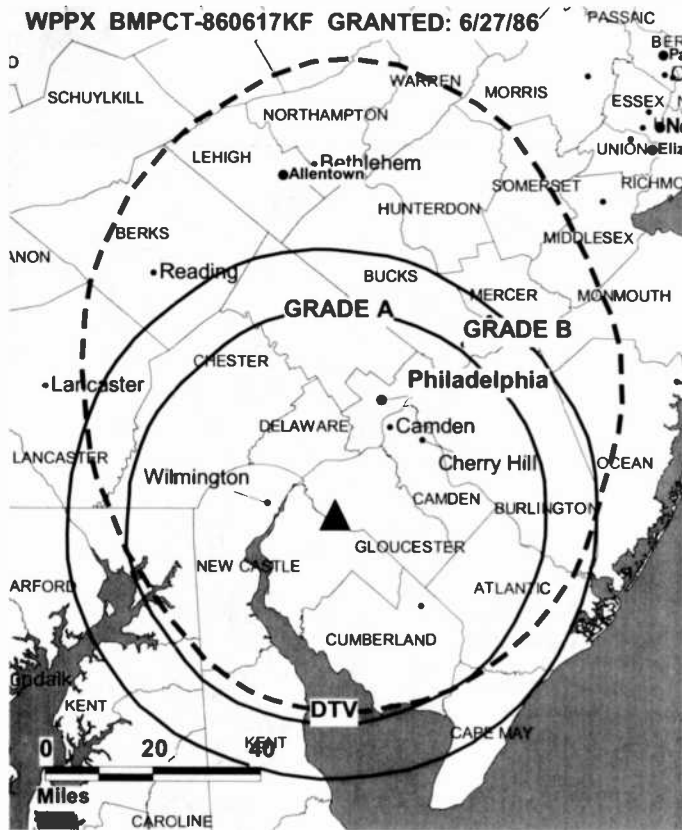 WPPX BMPCT-860617KF GRANTED: 6/27/86
PASSAIC
WARREN
MORRIS
SCHUYLKILL
ESSEX
NORTHAMPTON
LEHIGH
Bethlehem
UNION
Allentown
SOMERSET
HUNTERDON
BERKS
MIDDLESEX
Reading
BUCKS
MERCER
MONMOUTH
GRADE A
GRADE B
CHESTER
Lancaster
Philadelphia
DELAWARE
Camden
LANCASTER
Cherry Hill
OCEAN
Wilmington
CAMDEN
BURLINGTON
GLOUCESTER
NEW CASTLE
ATLANTIC
ARFORD
CUMBERLAND
KENT
DTV
CAPE MAY
KENT
0 20 40
Miles
CAROLINE